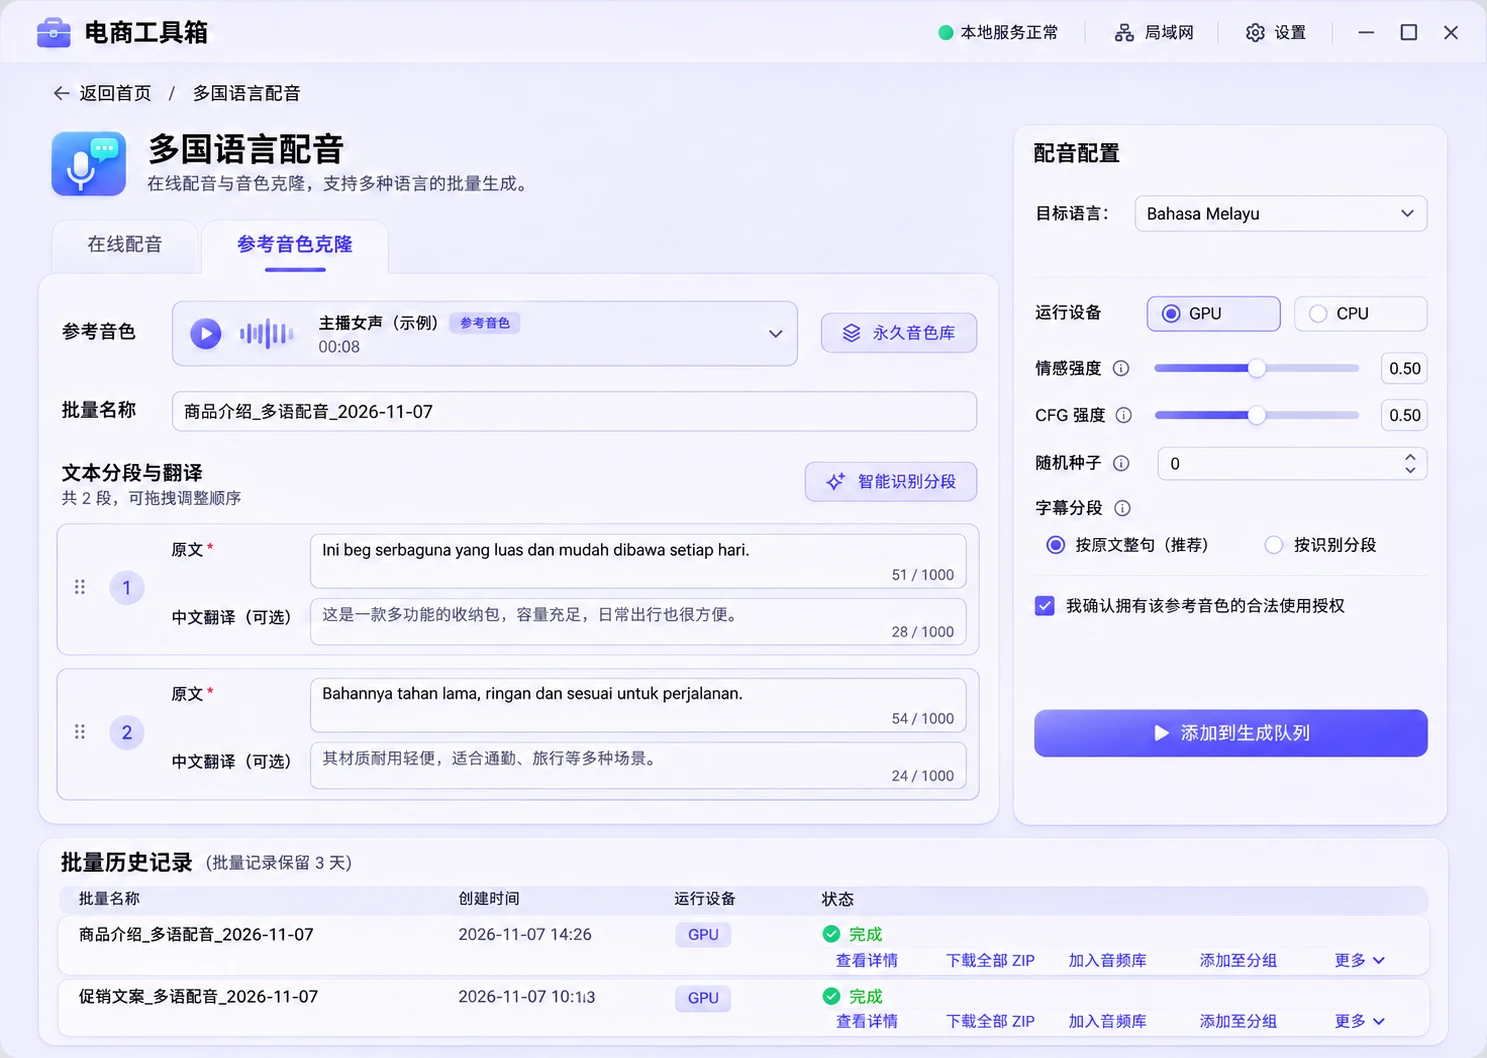 电商工具箱
本地服务正常
局域网
设置
返回首页 / 多国语言配音
多国语言配音
在线配音与音色克隆，支持多种语言的批量生成。
在线配音
参考音色克隆
参考音色
主播女声（示例）
参考音色
00:08
永久音色库
批量名称
商品介绍_多语配音_2026-11-07
文本分段与翻译
共 2 段，可拖拽调整顺序
智能识别分段
1
原文*
Ini beg serbaguna yang luas dan mudah dibawa setiap hari.
51 / 1000
中文翻译（可选）
这是一款多功能的收纳包，容量充足，日常出行也很方便。
28 / 1000
2
原文*
Bahannya tahan lama, ringan dan sesuai untuk perjalanan.
54 / 1000
中文翻译（可选）
其材质耐用轻便，适合通勤、旅行等多种场景。
24 / 1000
配音配置
目标语言：
Bahasa Melayu
运行设备
GPU
CPU
情感强度
0.50
CFG 强度
0.50
随机种子
0
字幕分段
按原文整句（推荐）
按识别分段
我确认拥有该参考音色的合法使用授权
添加到生成队列
批量历史记录（批量记录保留 3 天）
批量名称 创建时间 运行设备 状态
商品介绍_多语配音_2026-11-07 2026-11-07 14:26 GPU 完成
查看详情 下载全部 ZIP 加入音频库 添加至分组 更多
促销文案_多语配音_2026-11-07 2026-11-07 GPU 完成
查看详情 下载全部 ZIP 加入音频库 添加至分组 更多